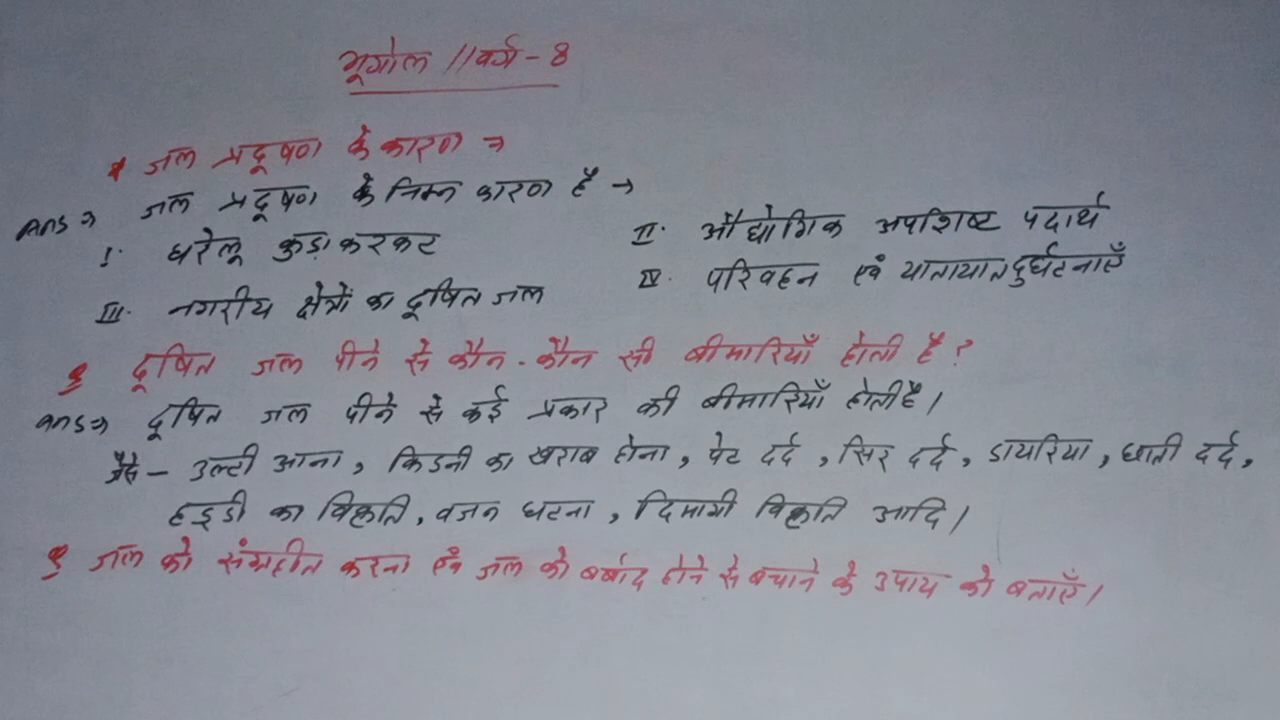 भूगोल // वर्ग - 8
* जल प्रदूषण के कारण →
Ans → जल प्रदूषण के निम्न कारण है →
I. घरेलू कुड़ा करकट II. औद्योगिक अपशिष्ट पदार्थ
III. नगरीय क्षेत्रों का दूषित जल IV. परिवहन एवं यातायात दुर्घटनाएँ
दूषित जल पीने से कौन - कौन सी बीमारियाँ होती है ?
Ans → दूषित जल पीने से कई प्रकार की बीमारियाँ होती है ।
जैसे – उल्टी आना , किडनी का खराब होना , पेट दर्द , सिर दर्द , डायरिया , छाती दर्द ,
हड्डी का विकृति , वजन घटना , दिमागी विकृति आदि ।
जल को संग्रहीत करना एवं जल को बर्बाद होने से बचाने के उपाय को बताएँ ।